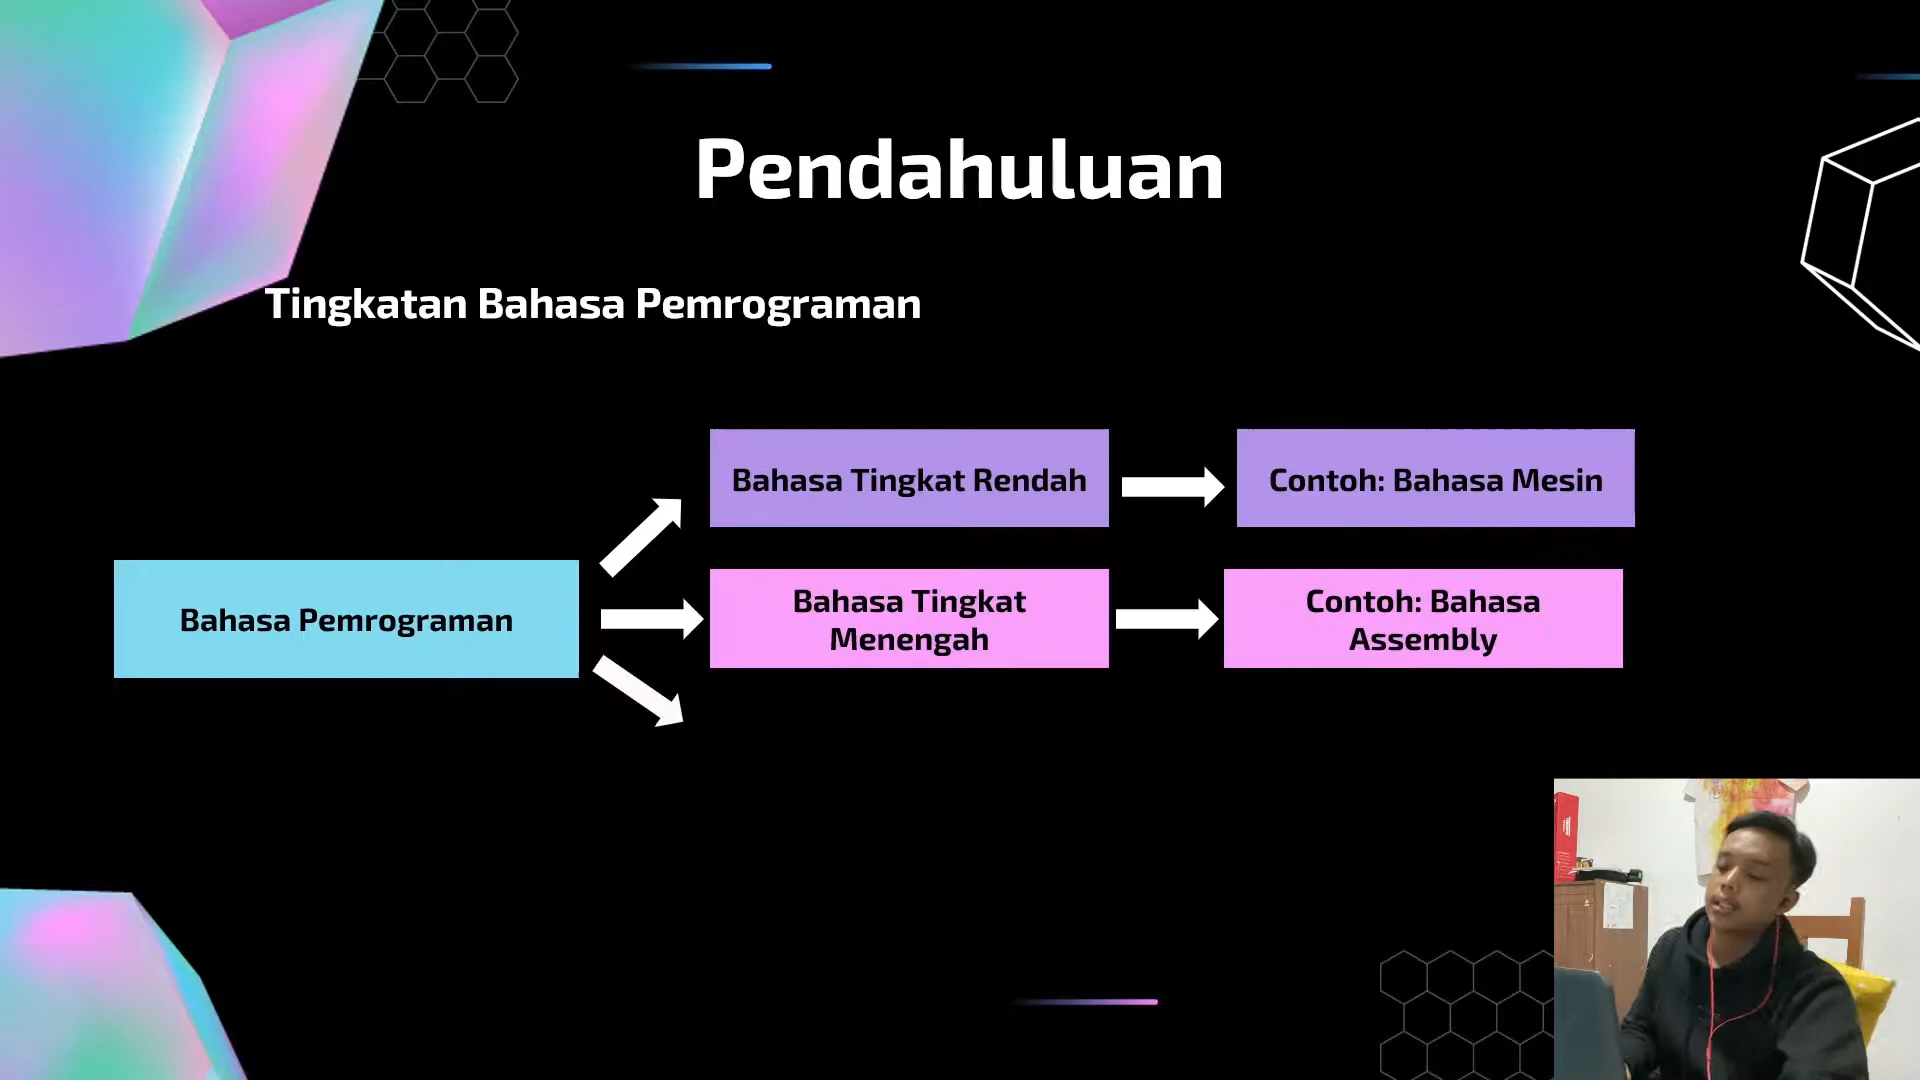 Pendahuluan
Tingkatan Bahasa Pemrograman
Bahasa Pemrograman
Bahasa Tingkat Rendah
Contoh: Bahasa Mesin
Bahasa Tingkat
Menengah
Contoh: Bahasa
Assembly